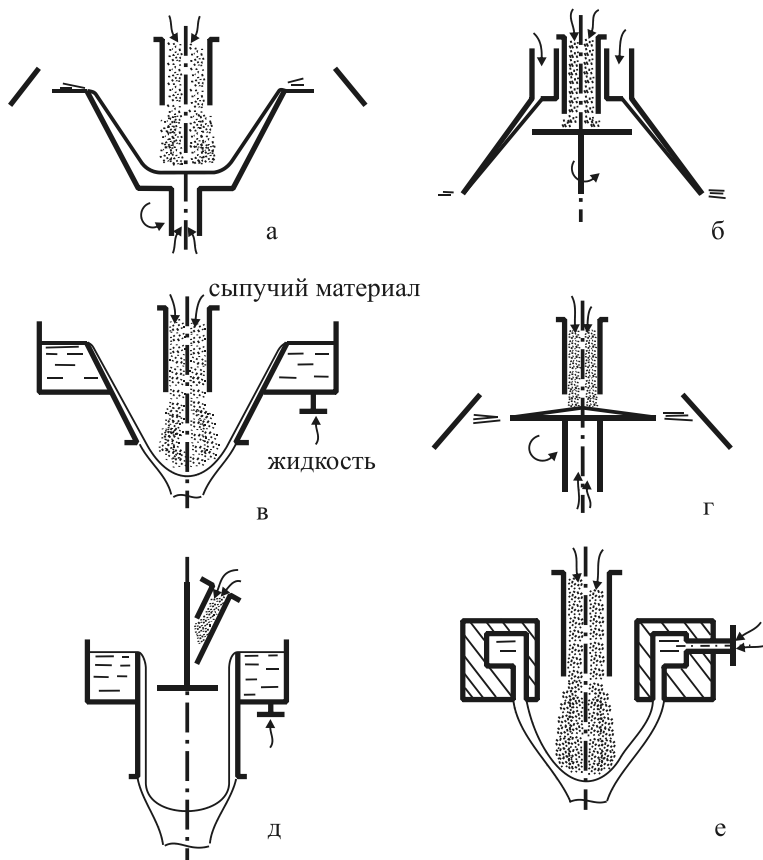 а
б
сыпучий материал
жидкость
в
г
д
е